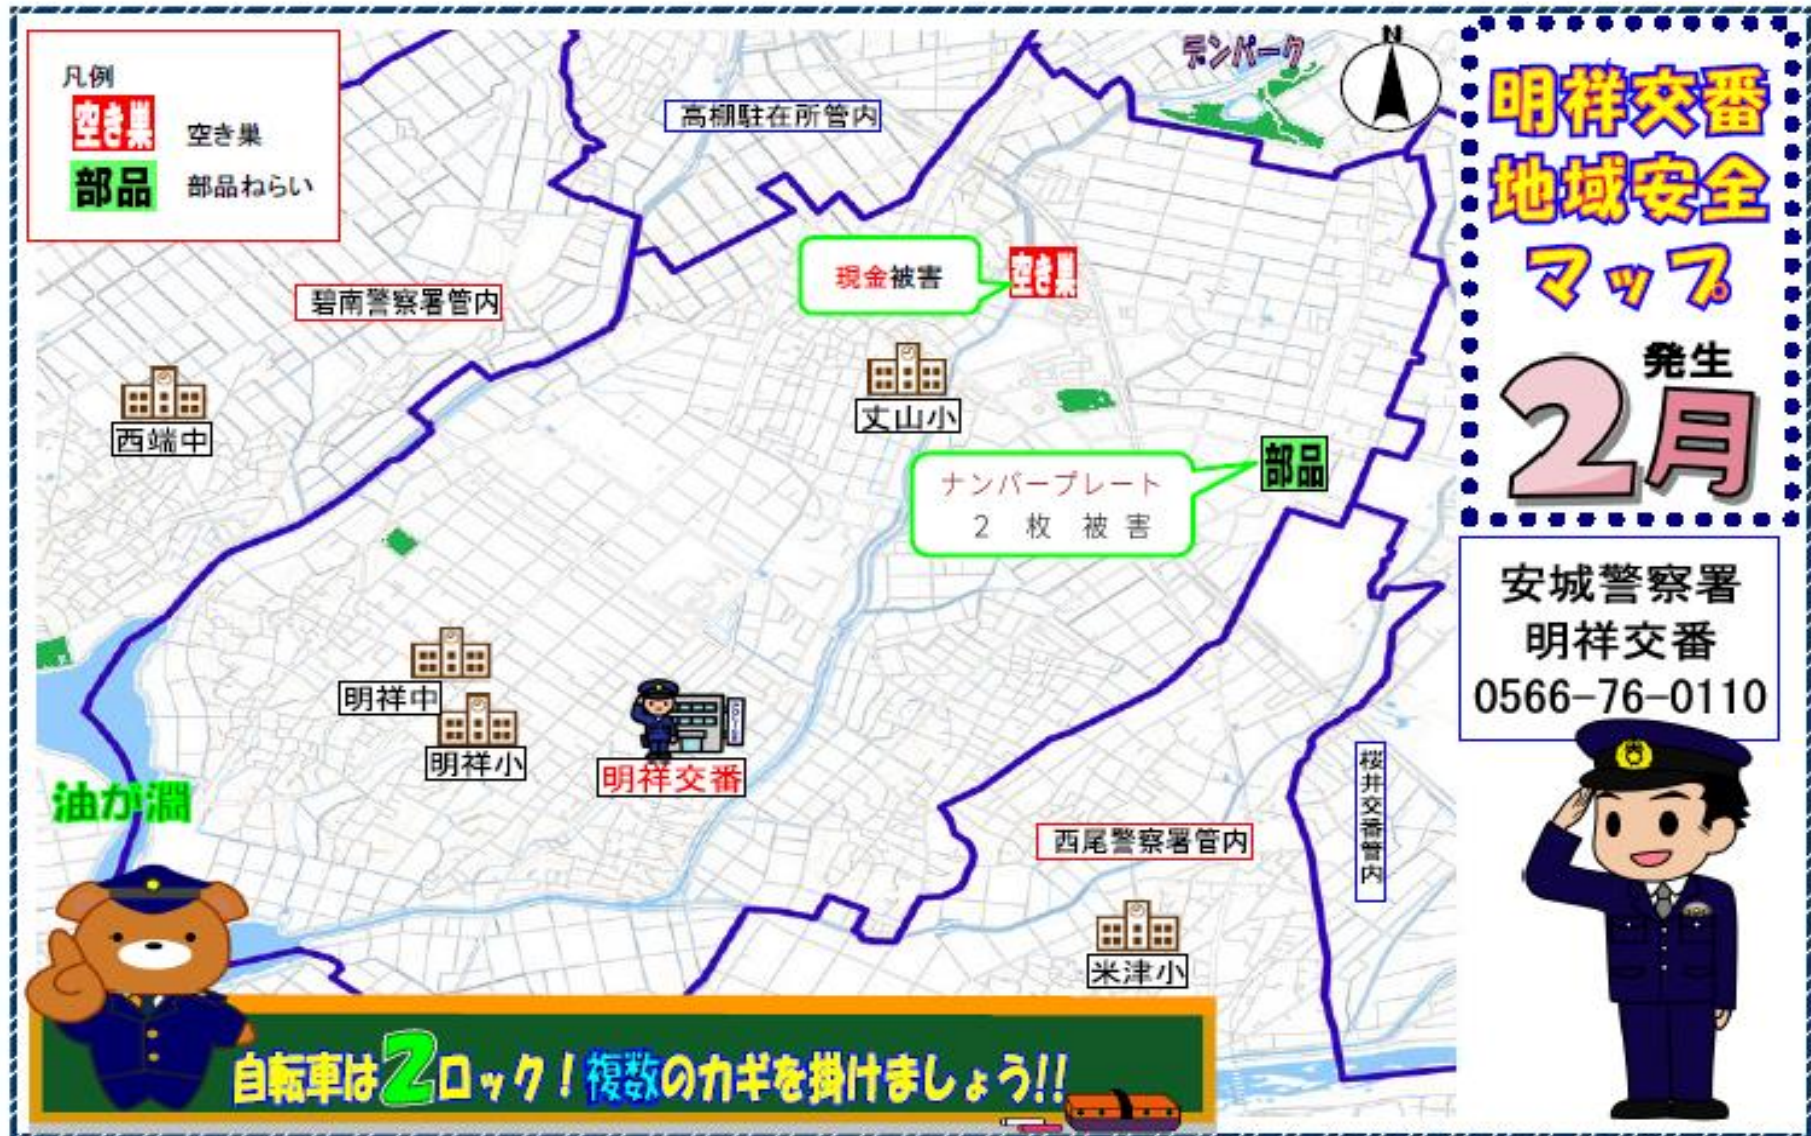 凡例
空き巣 空き巣
部品 部品ねらい
高棚駐在所管内
デンパーク
N
碧南警察署管内
現金被害
空き巣
西端中
丈山小
ナンバープレート
2 枚 被害
部品
明祥中
明祥小
明祥交番
油が淵
西尾警察署管内
桜井交番管内
米津小
自転車は2ロック!複数のカギを掛けましょう!!
明祥交番
地域安全
マップ
発生
2月
安城警察署
明祥交番
0566-76-0110